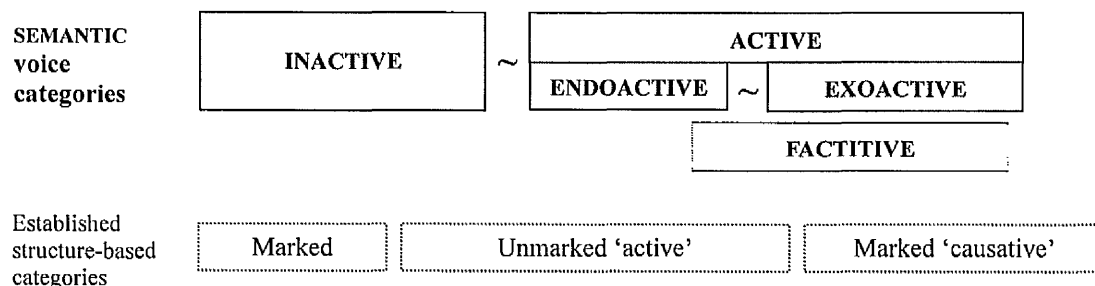 SEMANTIC
voice
categories
INACTIVE
~
ACTIVE
ENDOACTIVE
~
EXOACTIVE
FACTITIVE
Established
structure-based
categories
Marked
Unmarked ‘active’
Marked ‘causative’